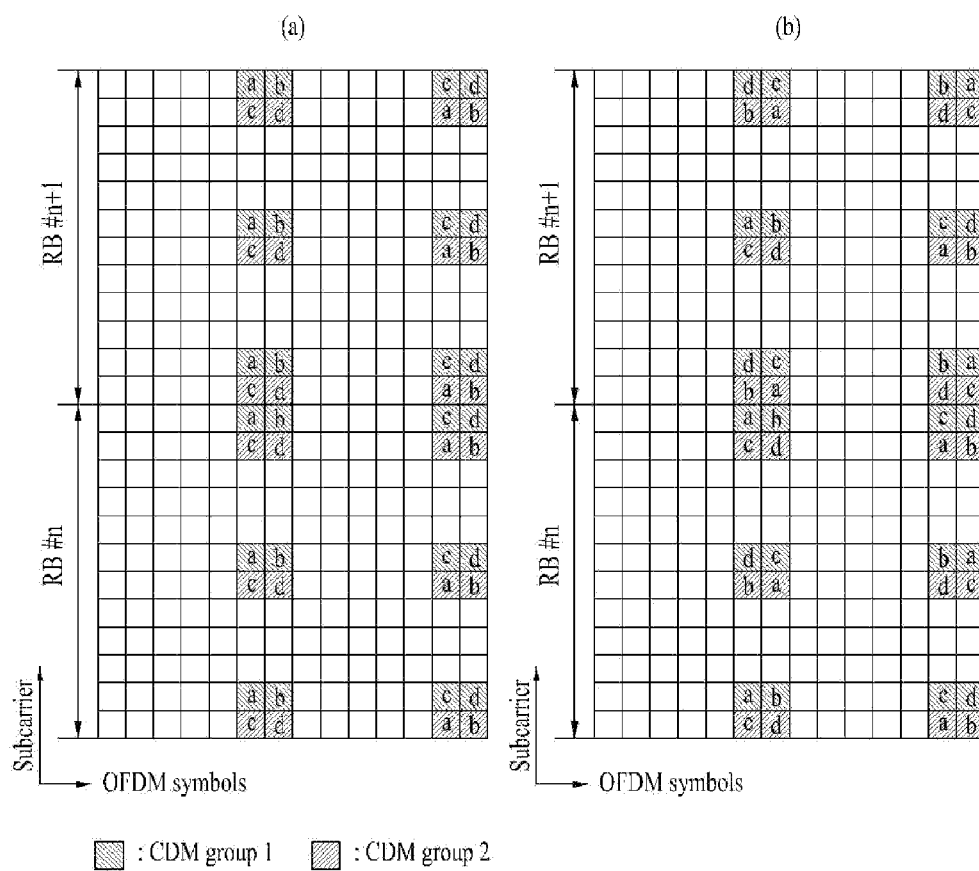 (a) (b)
a b c d d c b a
c d a b b a d c
RB #n+1 RB #n+1
a b c d a b c d
c d a b c d a b
a b c d d c b a
c d a b b a d c
a b c d a b c d
c d a b c d a b
RB #n RB #n
a b c d d c b a
c d a b b a d c
a b c d a b c d
c d a b c d a b
Subcarrier Subcarrier
OFDM symbols OFDM symbols
: CDM group 1 : CDM group 2